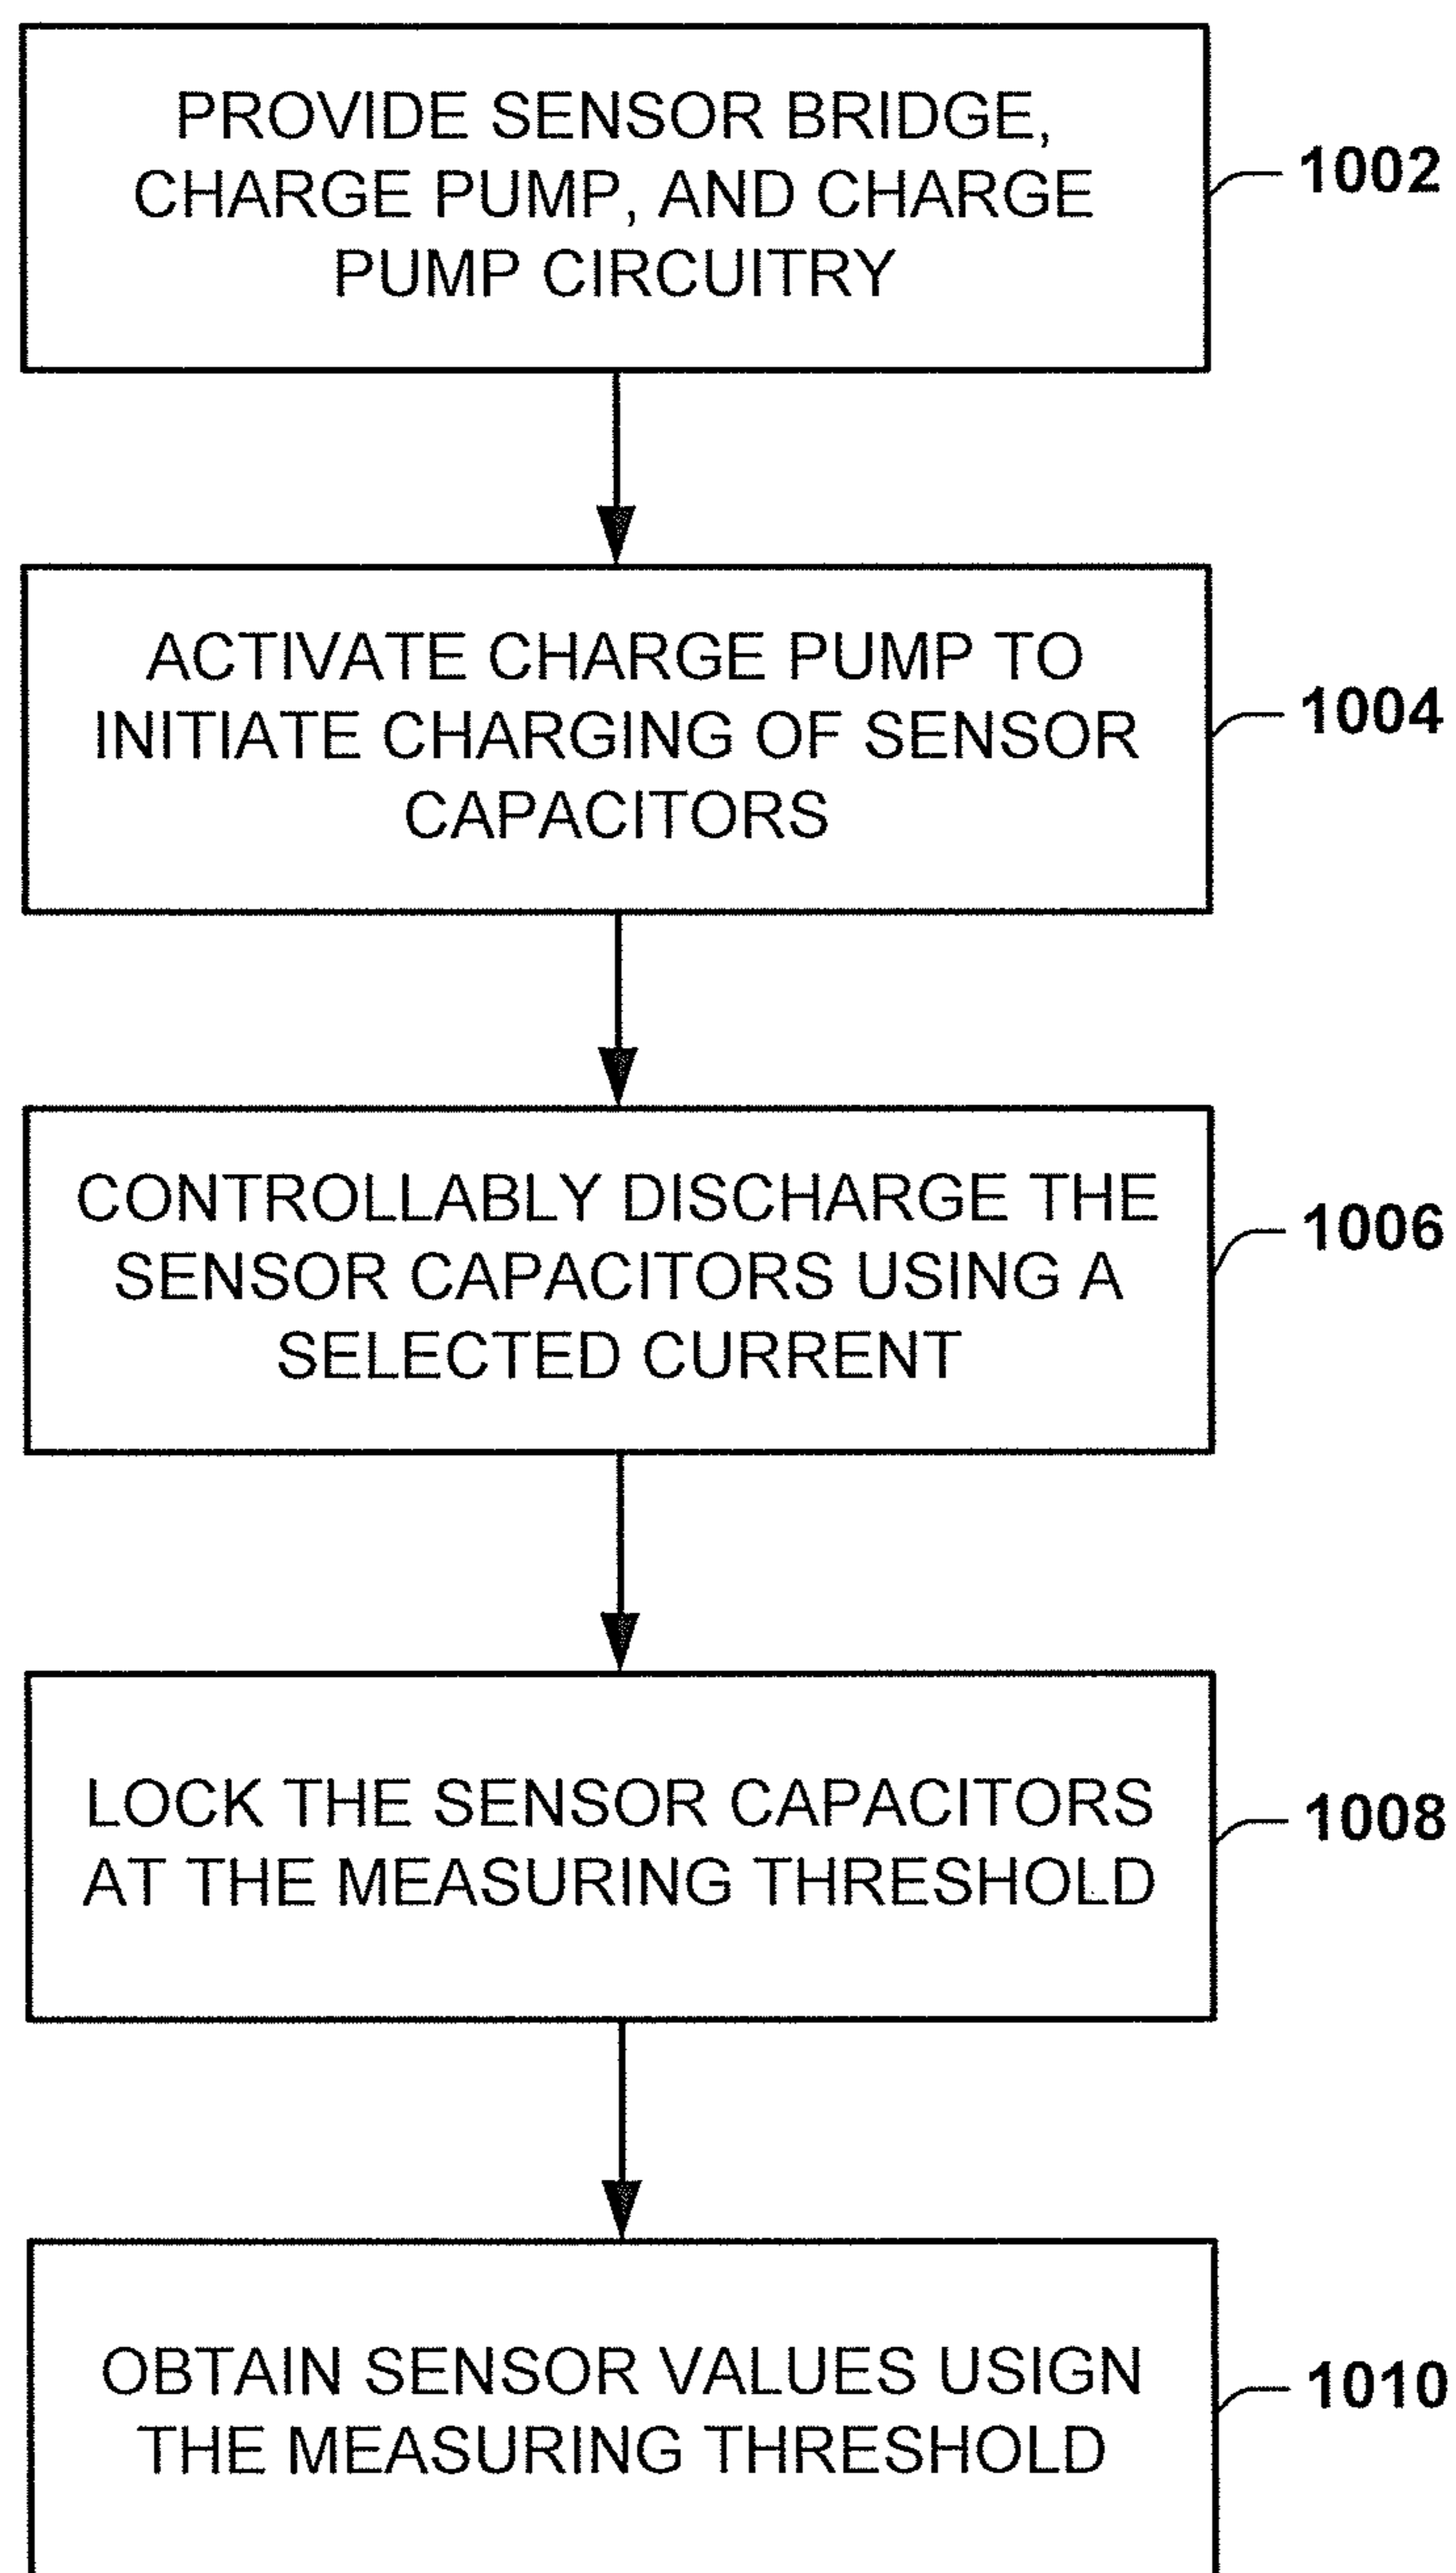 PROVIDE SENSOR BRIDGE,
CHARGE PUMP, AND CHARGE
PUMP CIRCUITRY
1002
ACTIVATE CHARGE PUMP TO
INITIATE CHARGING OF SENSOR
CAPACITORS
1004
CONTROLLABLY DISCHARGE THE
SENSOR CAPACITORS USING A
SELECTED CURRENT
1006
LOCK THE SENSOR CAPACITORS
AT THE MEASURING THRESHOLD
1008
OBTAIN SENSOR VALUES USIGN
THE MEASURING THRESHOLD
1010